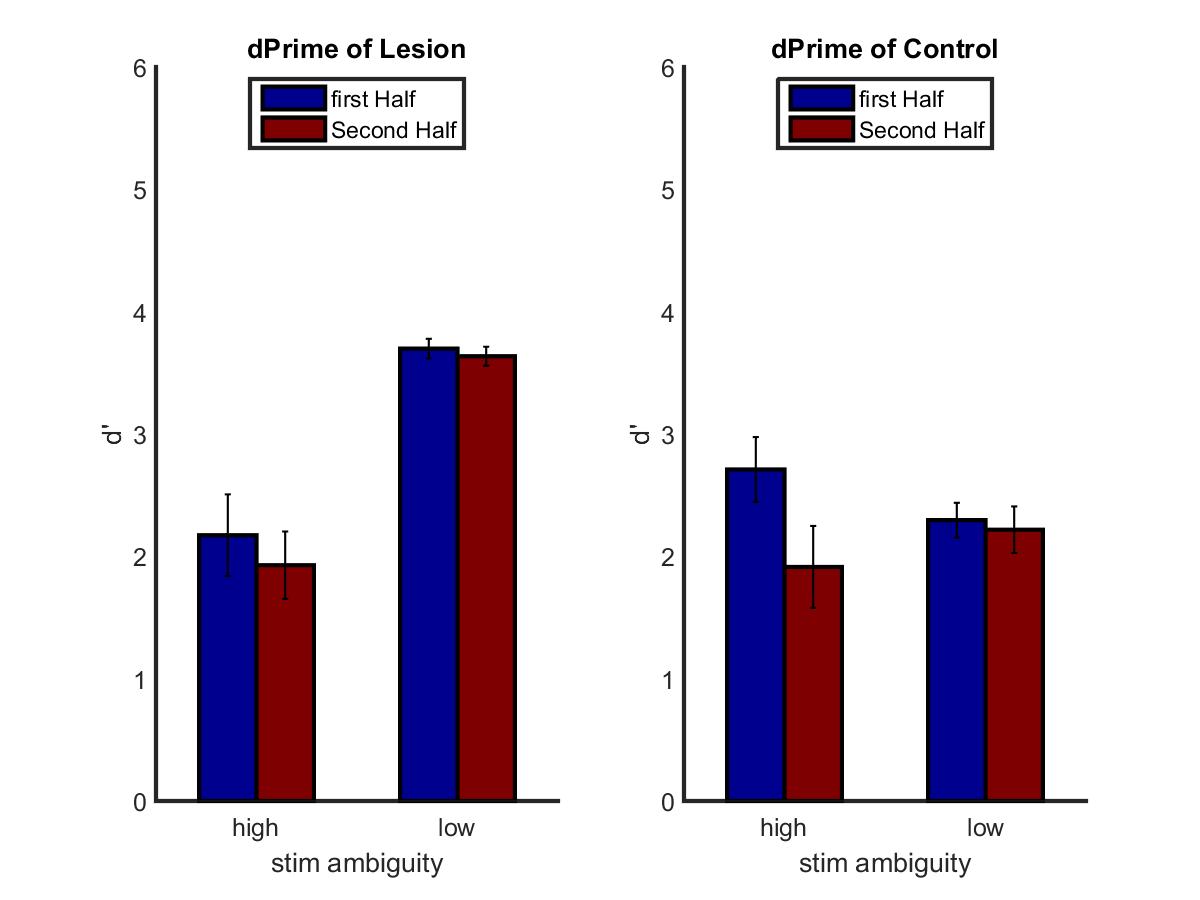 dPrime of Lesion
first Half
Second Half
6
5
4
3
2
1
0
d'
high low
stim ambiguity
dPrime of Control
first Half
Second Half
6
5
4
3
2
1
0
d'
high low
stim ambiguity